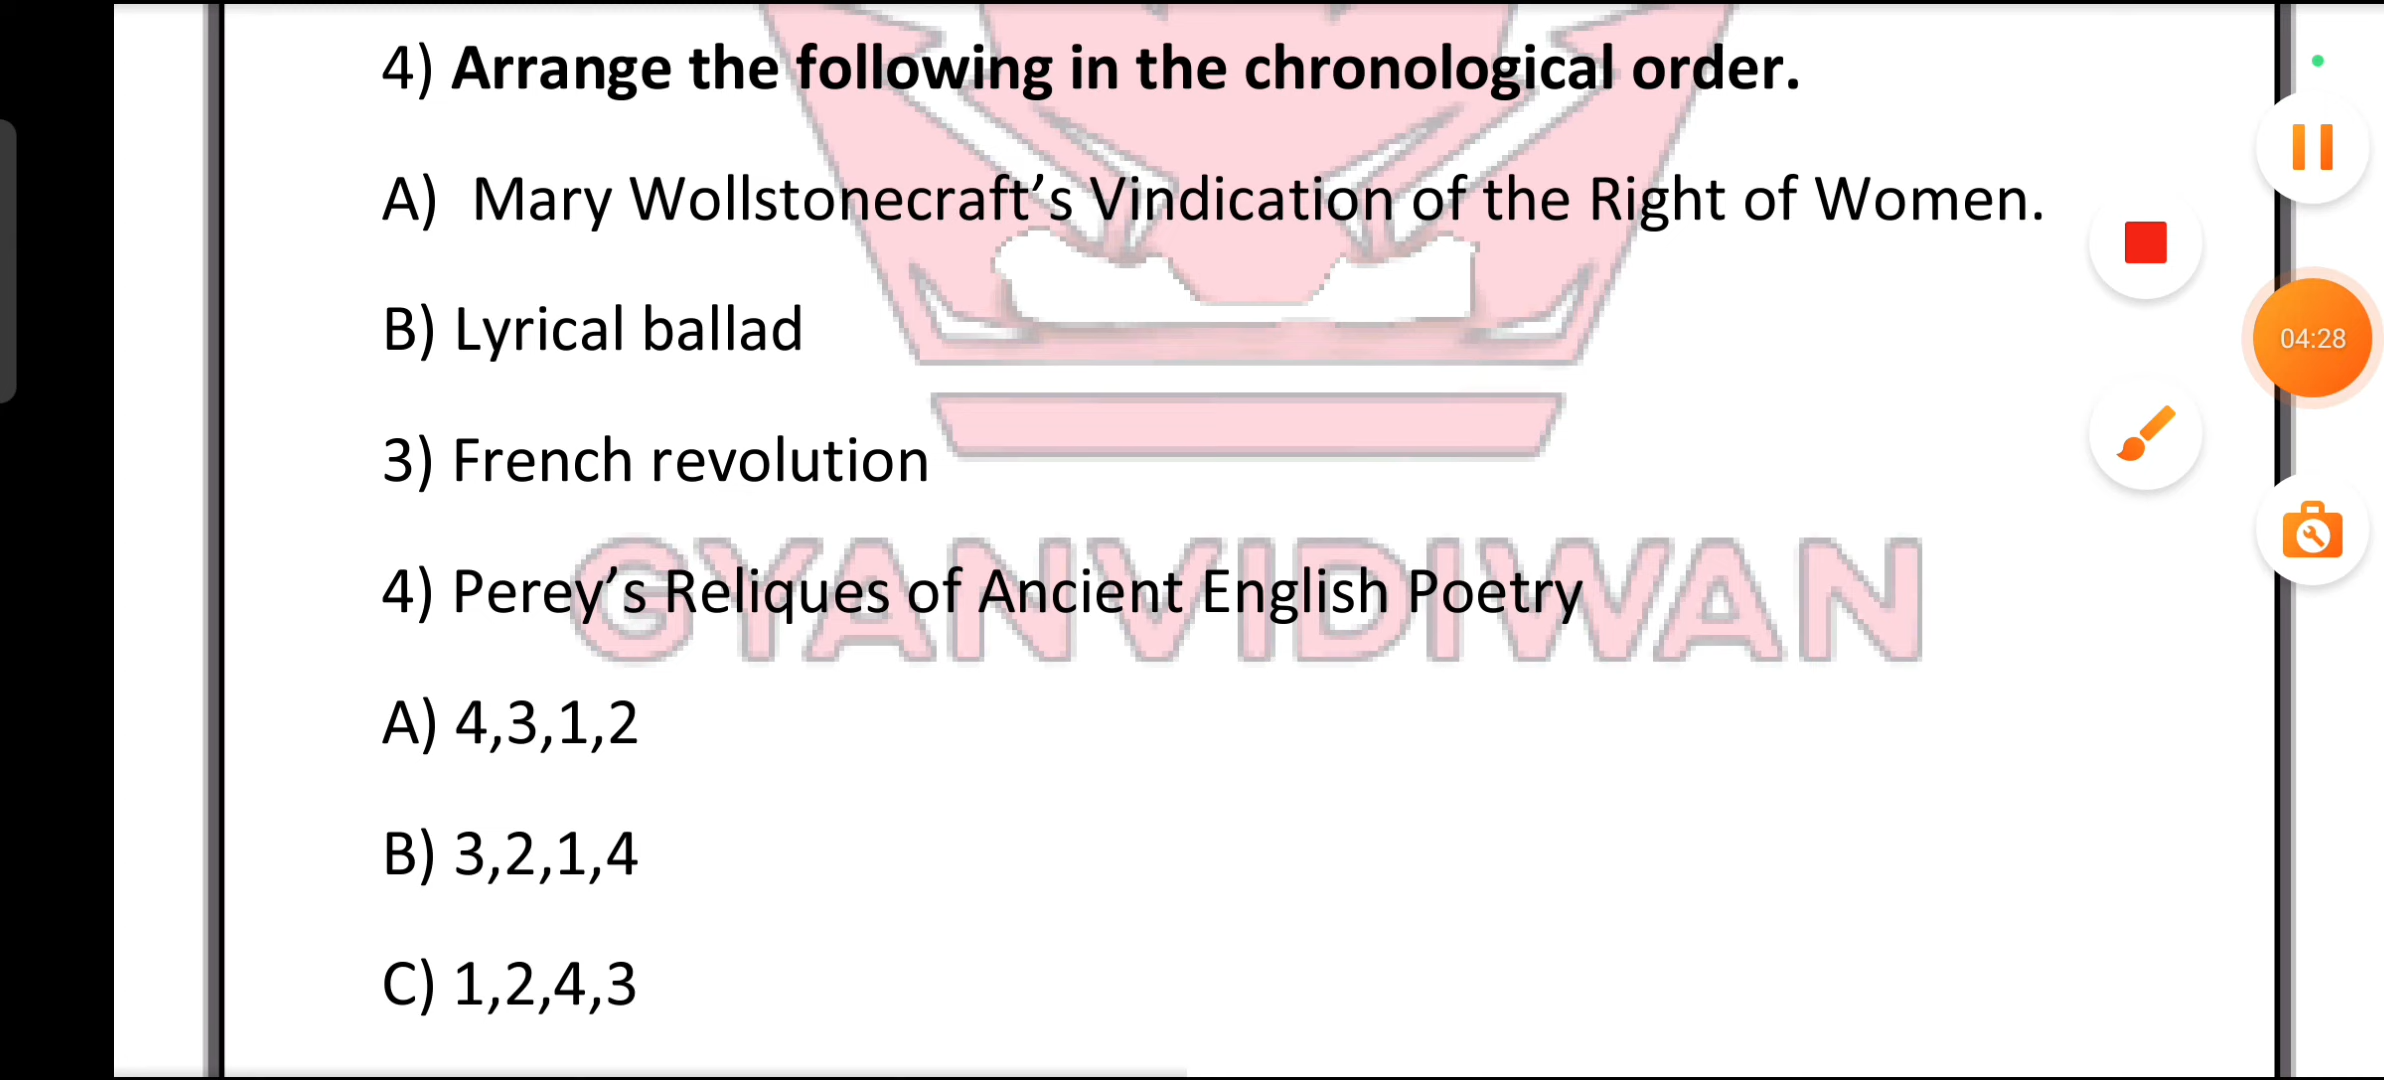 4) Arrange the following in the chronological order.
A) Mary Wollstonecraft’s Vindication of the Right of Women.
B) Lyrical ballad
3) French revolution
4) Perey’s Reliques of Ancient English Poetry
GYANVIDIWAN
A) 4,3,1,2
B) 3,2,1,4
C) 1,2,4,3
04:28